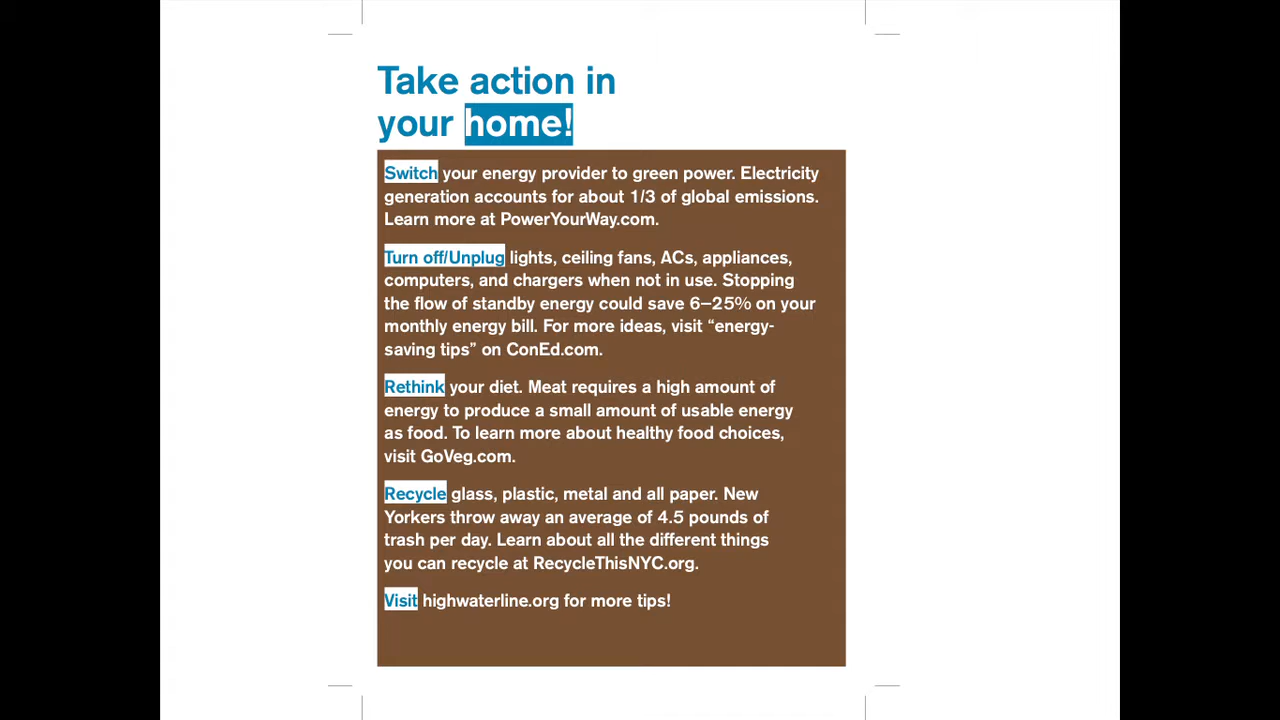 Take action in
your home!
Switch your energy provider to green power. Electricity
generation accounts for about 1/3 of global emissions.
Learn more at PowerYourWay.com.
Turn off/Unplug lights, ceiling fans, ACs, appliances,
computers, and chargers when not in use. Stopping
the flow of standby energy could save 6–25% on your
monthly energy bill. For more ideas, visit “energy-
saving tips” on ConEd.com.
Rethink your diet. Meat requires a high amount of
energy to produce a small amount of usable energy
as food. To learn more about healthy food choices,
visit GoVeg.com.
Recycle glass, plastic, metal and all paper. New
Yorkers throw away an average of 4.5 pounds of
trash per day. Learn about all the different things
you can recycle at RecycleThisNYC.org.
Visit highwaterline.org for more tips!